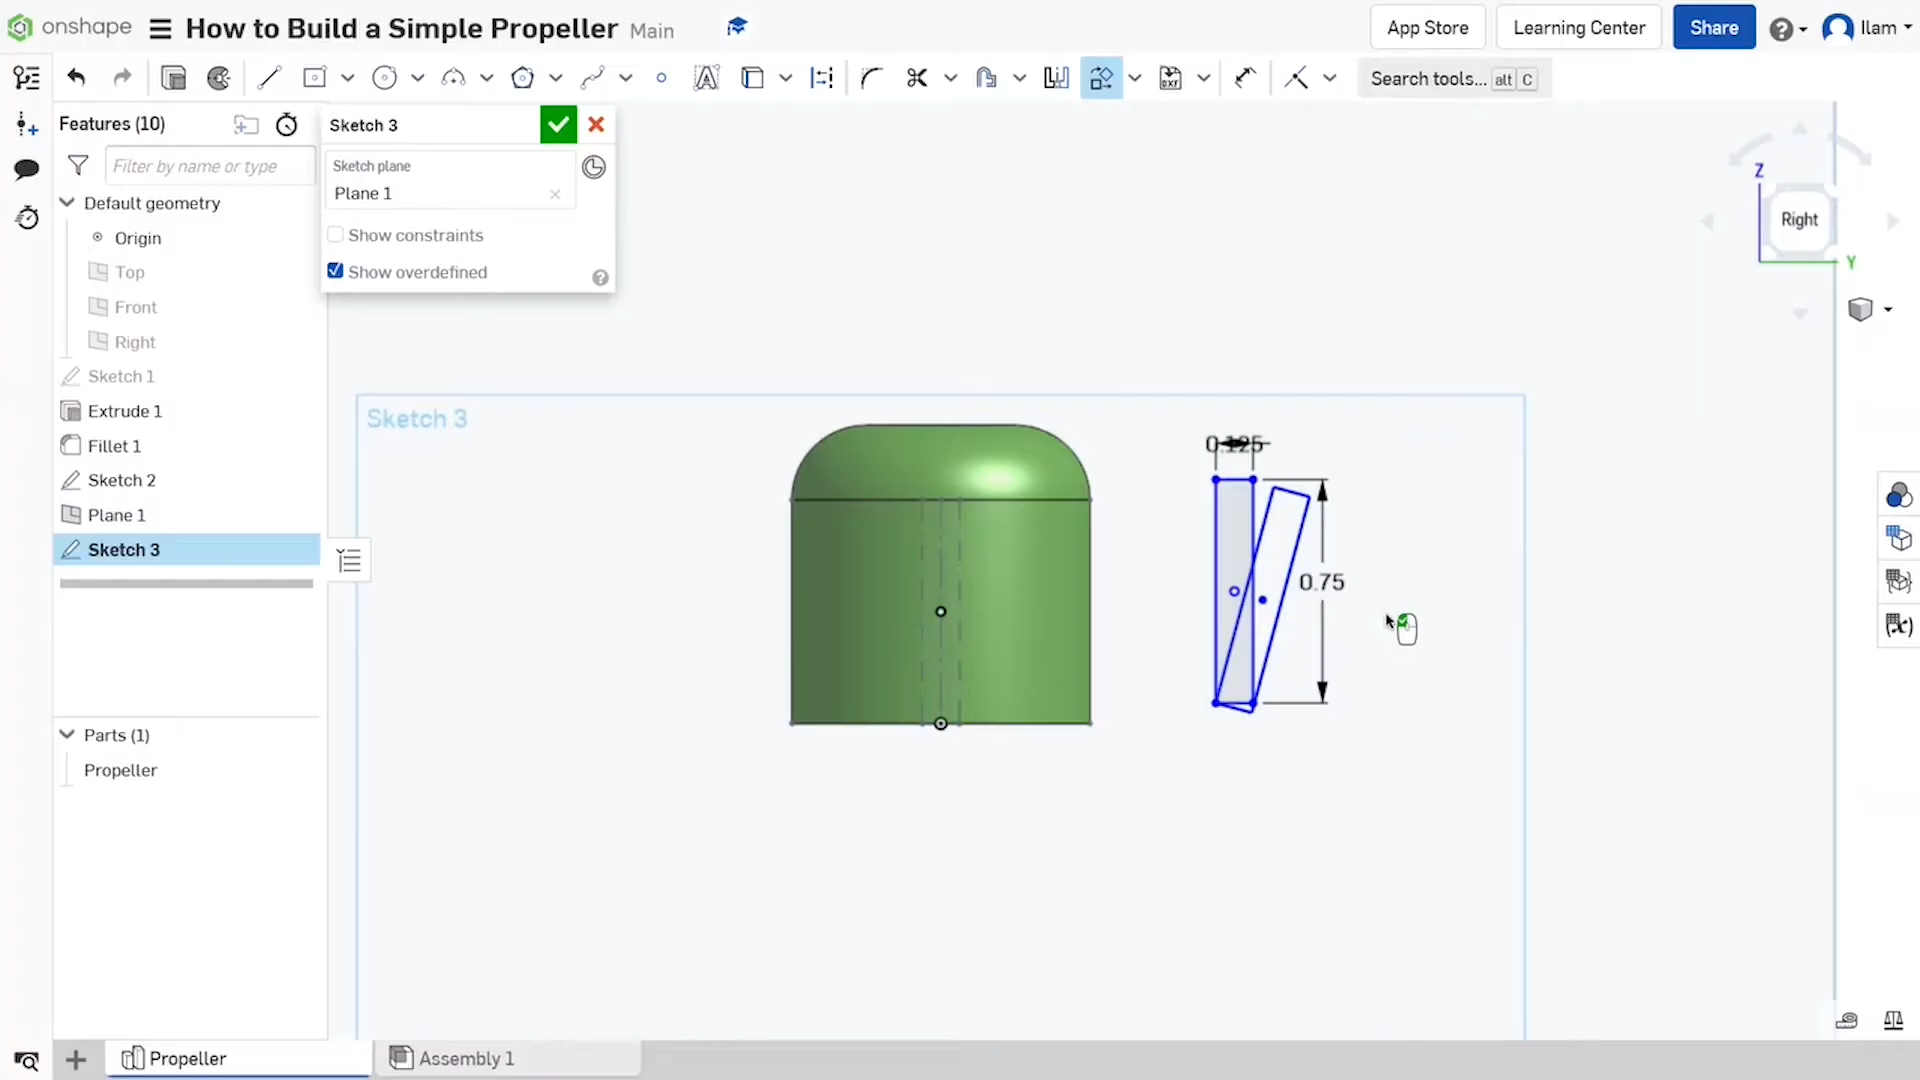 onshape
How to Build a Simple Propeller Main
App Store
Learning Center
Share
Ilam
Search tools... alt C
Features (10)
Filter by name or type
Default geometry
Origin
Top
Front
Right
Sketch 1
Extrude 1
Fillet 1
Sketch 2
Plane 1
Sketch 3
Parts (1)
Propeller
Sketch 3
Sketch plane
Plane 1
Show constraints
Show overdefined
Sketch 3
0.125
0.75
Z
Right
Y
DXF
(x)
Propeller
Assembly 1